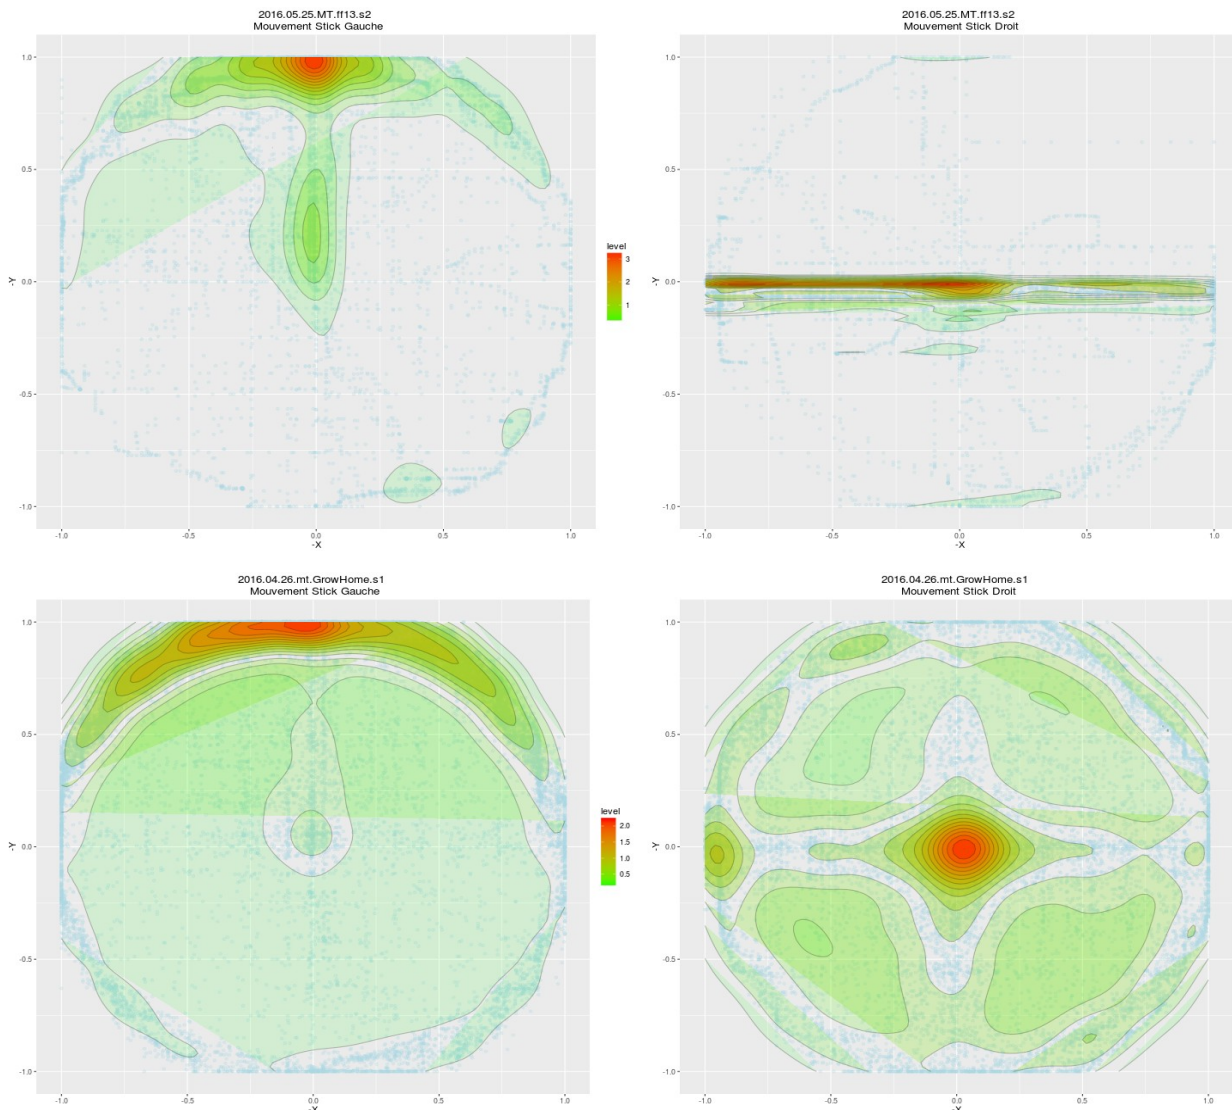 2016.05.25.MT.ff13.s2
Mouvement Stick Gauche
1.0
0.5
0.0
-0.5
-1.0
-Y
-1.0 -0.5 0.0 0.5 1.0
-X
level
3
2
1
2016.05.25.MT.ff13.s2
Mouvement Stick Droit
1.0
0.5
0.0
-0.5
-1.0
-Y
-1.0 -0.5 0.0 0.5 1.0
-X
2016.04.26.mt.GrowHome.s1
Mouvement Stick Gauche
1.0
0.5
0.0
-0.5
-1.0
-Y
-1.0 -0.5 0.0 0.5 1.0
-X
level
2.0
1.5
1.0
0.5
2016.04.26.mt.GrowHome.s1
Mouvement Stick Droit
1.0
0.5
0.0
-0.5
-1.0
-Y
-1.0 -0.5 0.0 0.5 1.0
-X